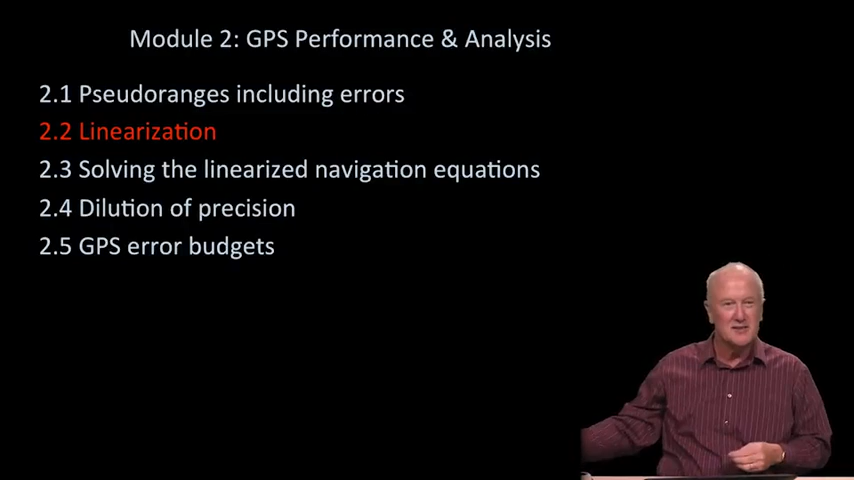 Module 2: GPS Performance & Analysis
2.1 Pseudoranges including errors
2.2 Linearization
2.3 Solving the linearized navigation equations
2.4 Dilution of precision
2.5 GPS error budgets